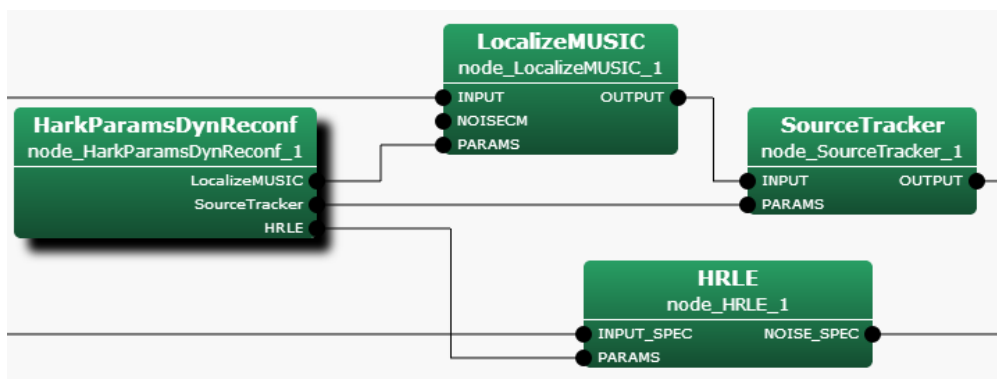 LocalizeMUSIC
node_LocalizeMUSIC_1
INPUT OUTPUT
NOISECM
PARAMS
HarkParamsDynReconf
node_HarkParamsDynReconf_1
LocalizeMUSIC
SourceTracker
HRLE
SourceTracker
node_SourceTracker_1
INPUT OUTPUT
PARAMS
HRLE
node_HRLE_1
INPUT_SPEC NOISE_SPEC
PARAMS